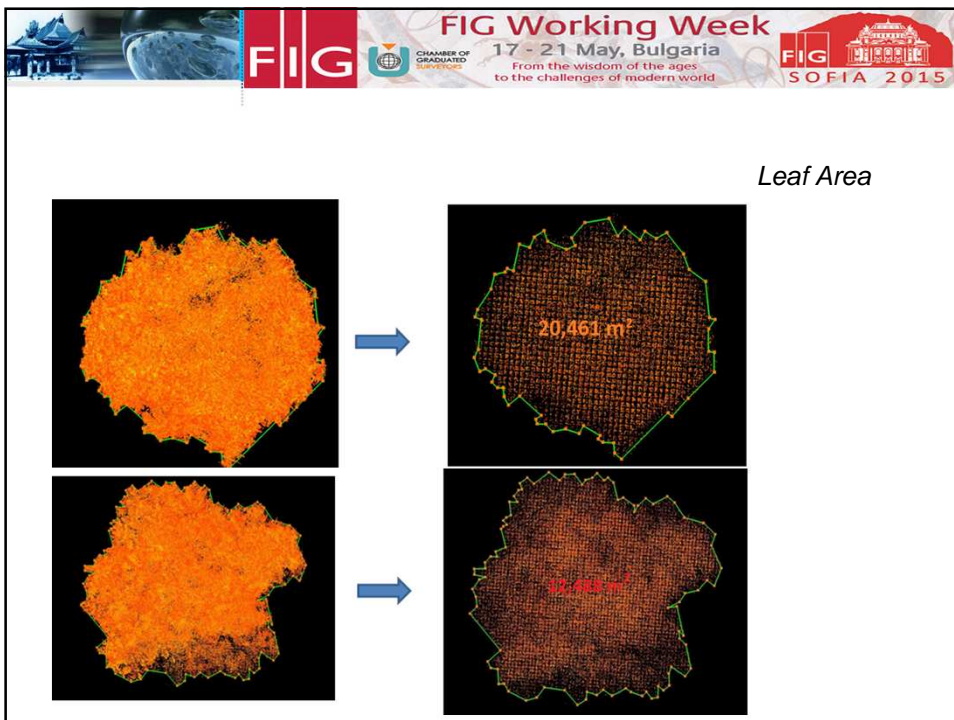 FIG
CHAMBER OF
GRADUATED
SURVEYORS
FIG Working Week
17 - 21 May, Bulgaria
From the wisdom of the ages
to the challenges of modern world
FIG
SOFIA 2015
Leaf Area
20,461 m²
m²